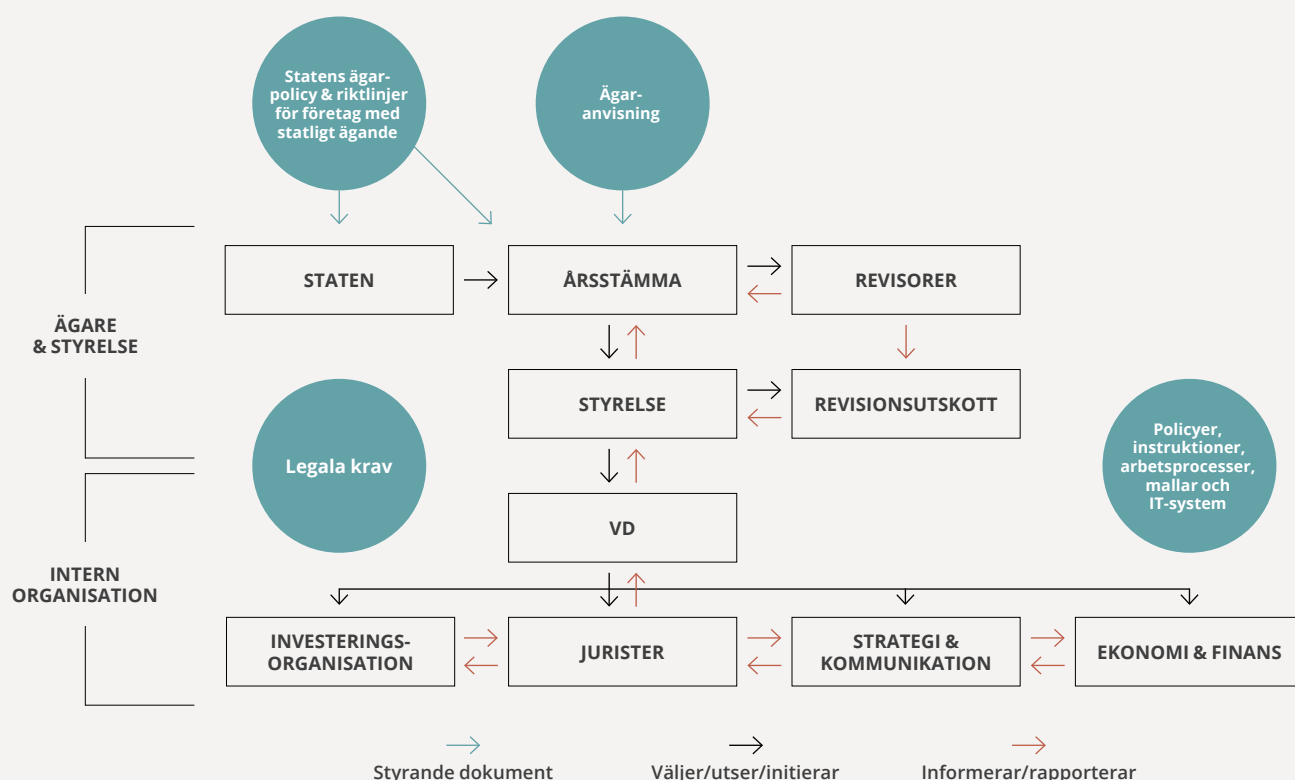 Statens ägar-
policy & riktlinjer
för företag med
statligt ägande
Ägar-
anvisning
STATEN
ÅRSSTÄMMA
REVISORER
ÄGARE
& STYRELSE
STYRELSE
REVISIONSUTSKOTT
Legala krav
Policyer,
instruktioner,
arbetsprocesser,
mallar och
IT-system
VD
INTERN
ORGANISATION
INVESTERINGS-
ORGANISATION
JURISTER
STRATEGI &
KOMMUNIKATION
EKONOMI & FINANS
Styrande dokument
Väljer/utser/initierar
Informerar/rapporterar